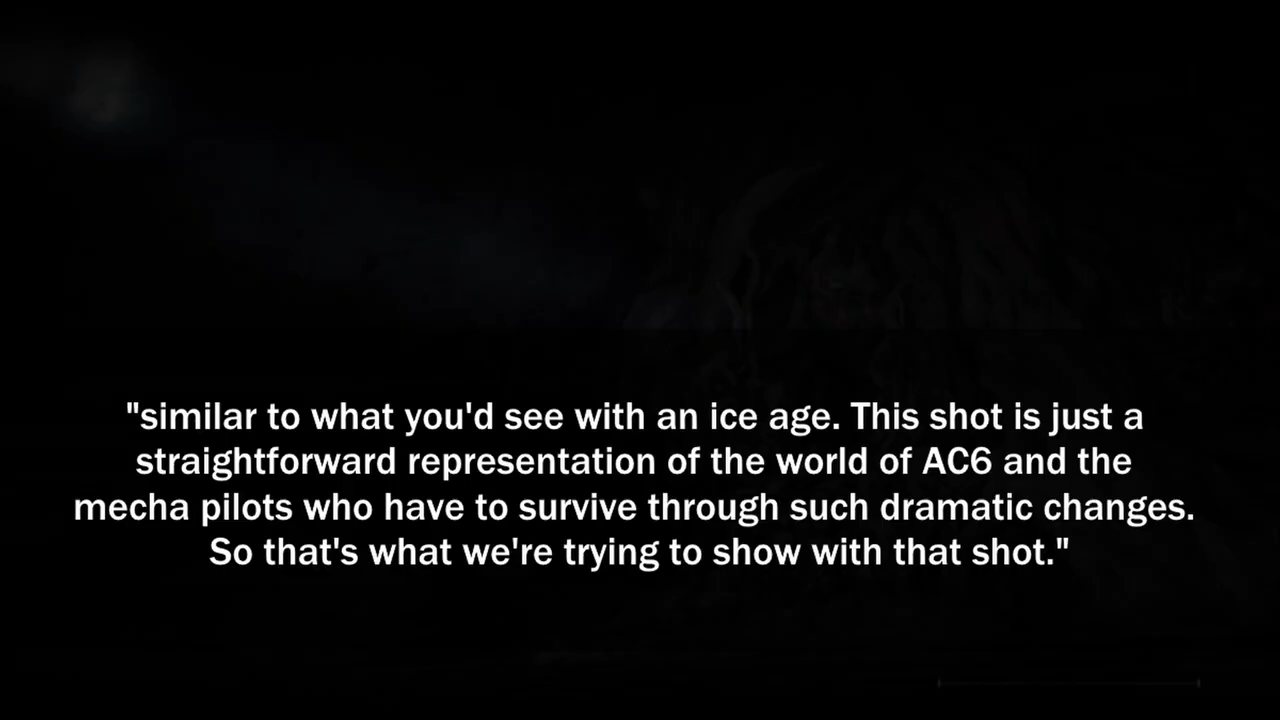 "similar to what you'd see with an ice age. This shot is just a
straightforward representation of the world of AC6 and the
mecha pilots who have to survive through such dramatic changes.
So that's what we're trying to show with that shot."